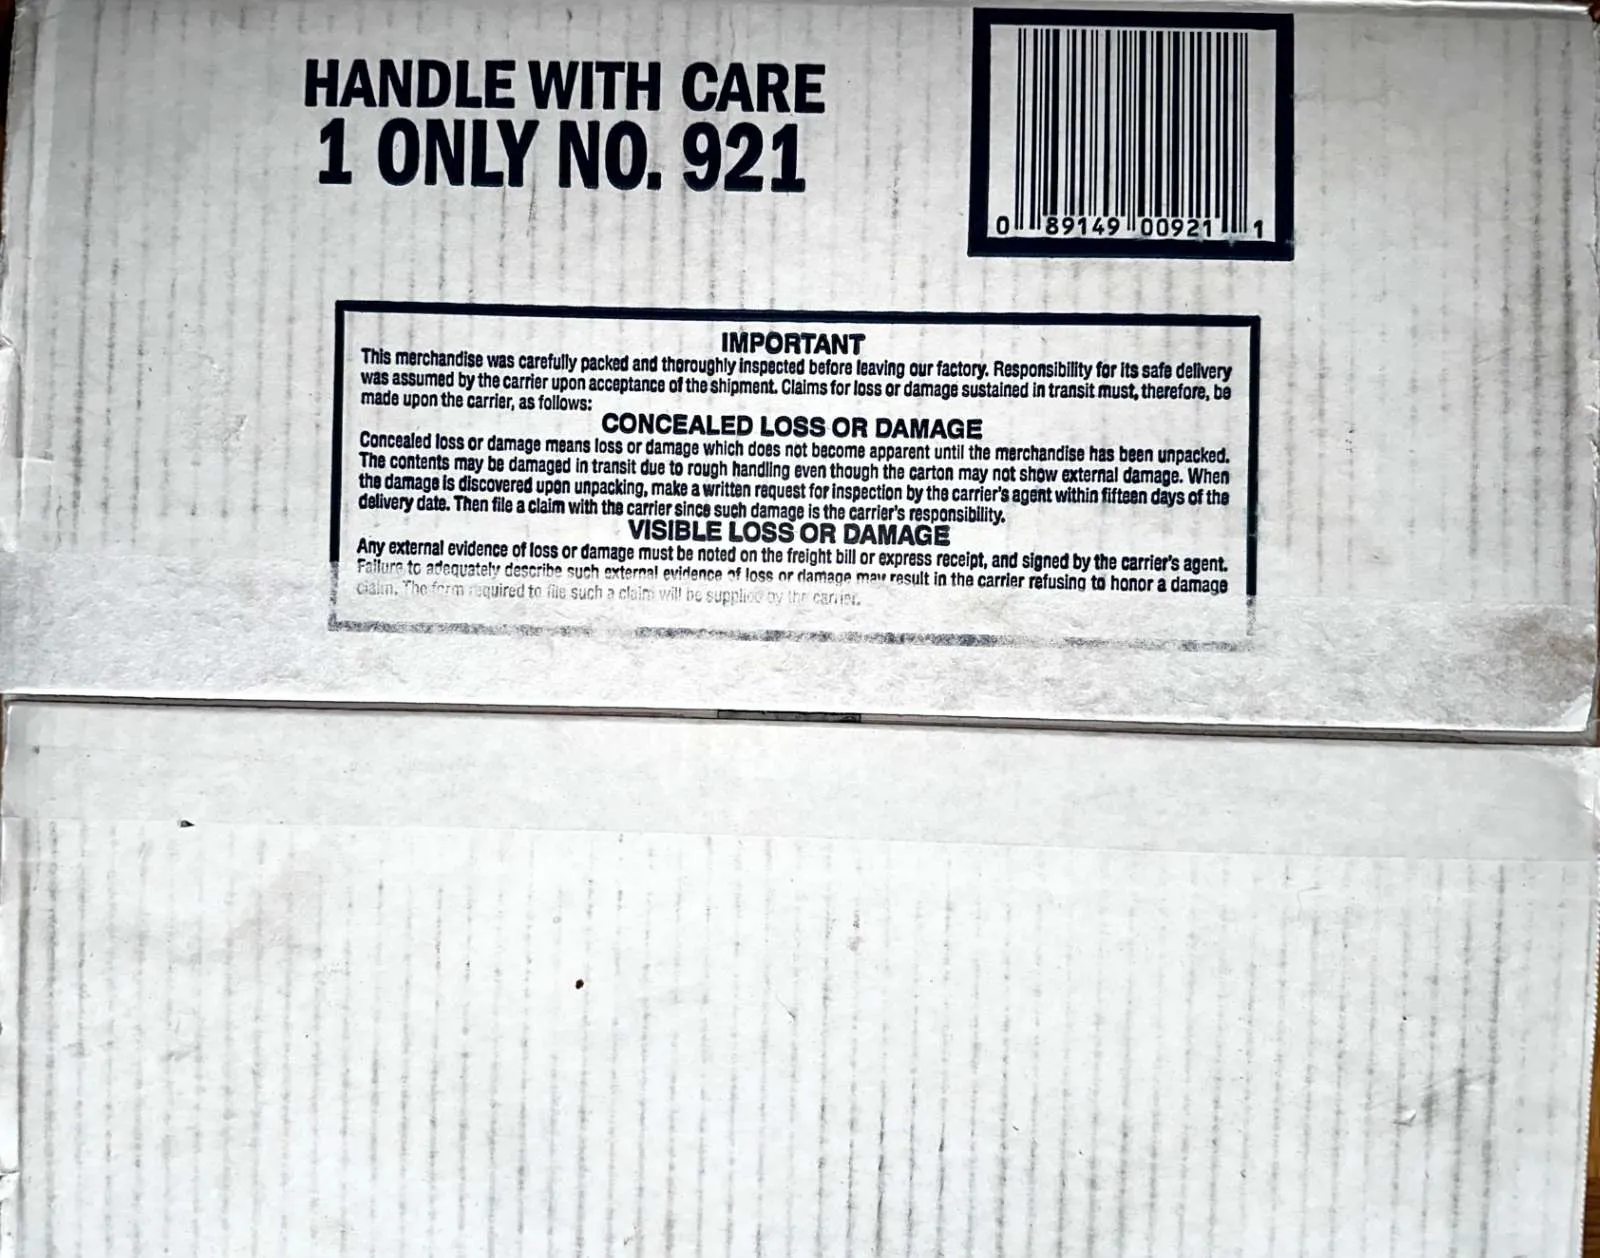 HANDLE WITH CARE
1 ONLY NO. 921
0 89149 00921 1
IMPORTANT
This merchandise was carefully packed and thoroughly inspected before leaving our factory. Responsibility for its safe delivery
was assumed by the carrier upon acceptance of the shipment. Claims for loss or damage sustained in transit must, therefore, be
made upon the carrier, as follows:
CONCEALED LOSS OR DAMAGE
Concealed loss or damage means loss or damage which does not become apparent until the merchandise has been unpacked.
The contents may be damaged in transit due to rough handling even though the carton may not show external damage. When
the damage is discovered upon unpacking, make a written request for inspection by the carrier's agent within fifteen days of the
delivery date. Then file a claim with the carrier since such damage is the carrier's responsibility.
VISIBLE LOSS OR DAMAGE
Any external evidence of loss or damage must be noted on the freight bill or express receipt, and signed by the carrier's agent.
Failure to adequately describe such external evidence of loss or damage may result in the carrier refusing to honor a damage
claim. The form required to file such a claim will be supplied by the carrier.